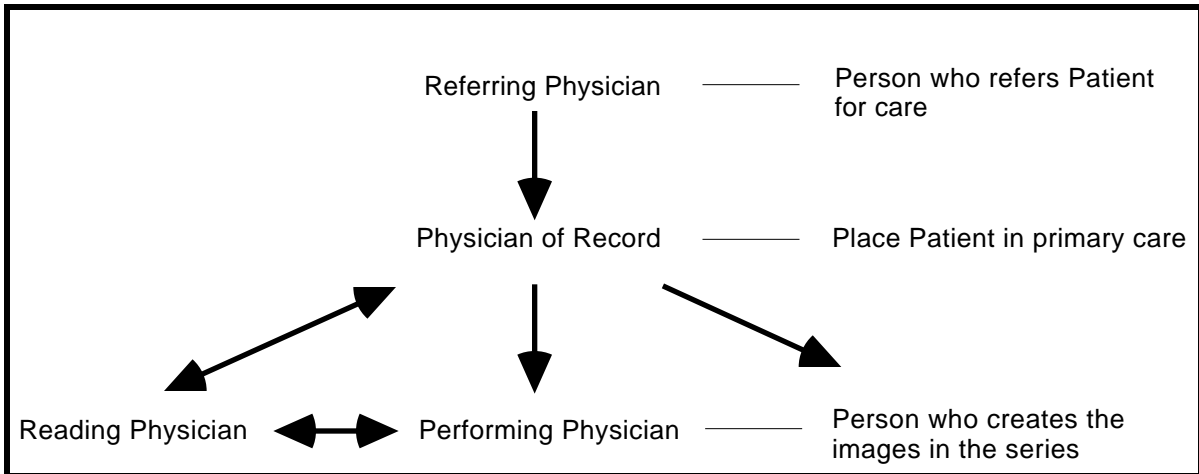 Referring Physician
Person who refers Patient
for care
Physician of Record
Place Patient in primary care
Reading Physician
Performing Physician
Person who creates the
images in the series